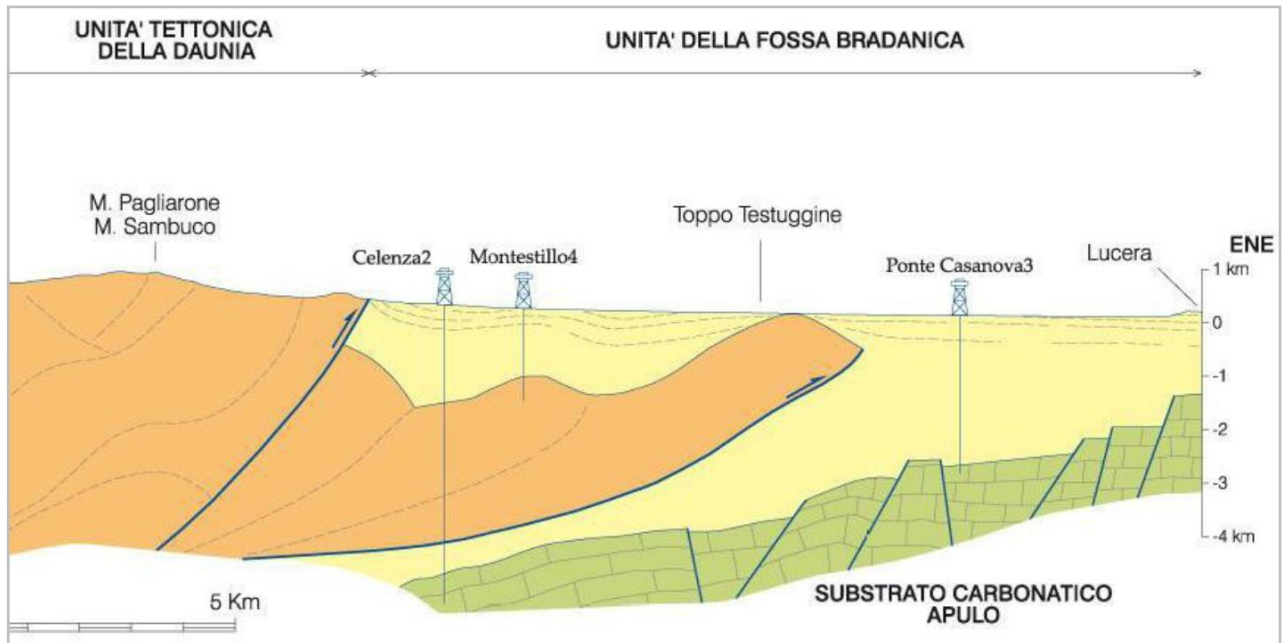 UNITA' TETTONICA
DELLA DAUNIA
UNITA' DELLA FOSSA BRADANICA
M. Pagliarone
M. Sambuco
Celenza2
Montestillo4
Toppo Testuggine
Ponte Casanova3
Lucera
ENE
1 km
0
-1
-2
-3
-4 km
5 Km
SUBSTRATO CARBONATICO
APULO